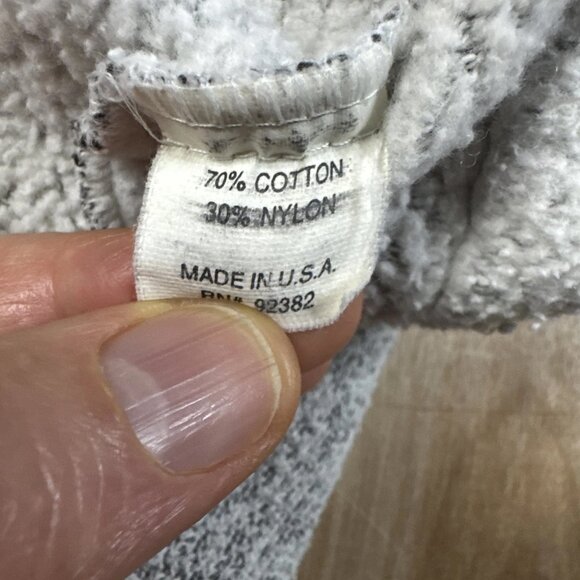 70% COTTON
30% NYLON
MADE IN U.S.A.
RN# 92382